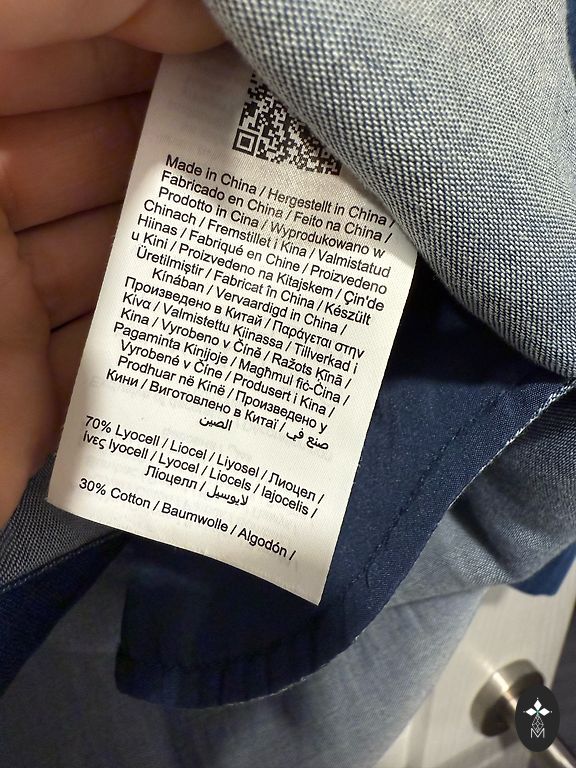 Made in China / Hergestellt in China /
Fabricado en China / Feito na China /
Prodotto in Cina / Wyprodukowano w
Chinach / Fremstillet i Kina / Valmistatud
Hiinas / Fabriqué en Chine / Proizvedeno
u Kini / Proizvedeno na Kitajskem / Çin'de
Üretilmiştir / Fabricat în China / Készült
Kínában / Vervaardigd in China /
Произведено в Китай / Παράγεται στην
Κίνα / Valmistettu Kiinassa / Tillverkad i
Kina / Vyrobeno v Číně / Ražots Ķīnā /
Pagaminta Kinijoje / Magħmul fiċ-Ċina /
Vyrobené v Číne / Produsert i Kina /
Prodhuar në Kinë / Произведено у
Кини / Виготовлено в Китаї / صنع في
الصين
70% Lyocell / Liocel / Liyosel / Лиоцел /
ίνες lyocell / Lyocel / Liocels / lajocelis /
Ліоцелл / لايوسيل /
30% Cotton / Baumwolle / Algodón /
M